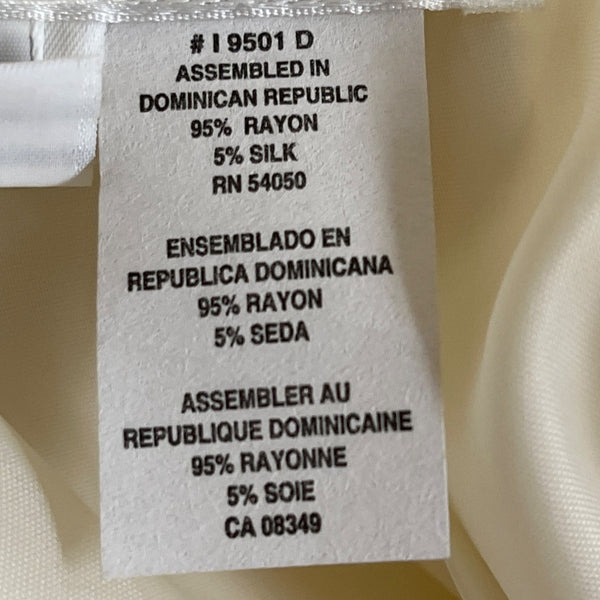 # I 9501 D
ASSEMBLED IN
DOMINICAN REPUBLIC
95% RAYON
5% SILK
RN 54050
ENSEMBLADO EN
REPUBLICA DOMINICANA
95% RAYON
5% SEDA
ASSEMBLER AU
REPUBLIQUE DOMINICAINE
95% RAYONNE
5% SOIE
CA 08349